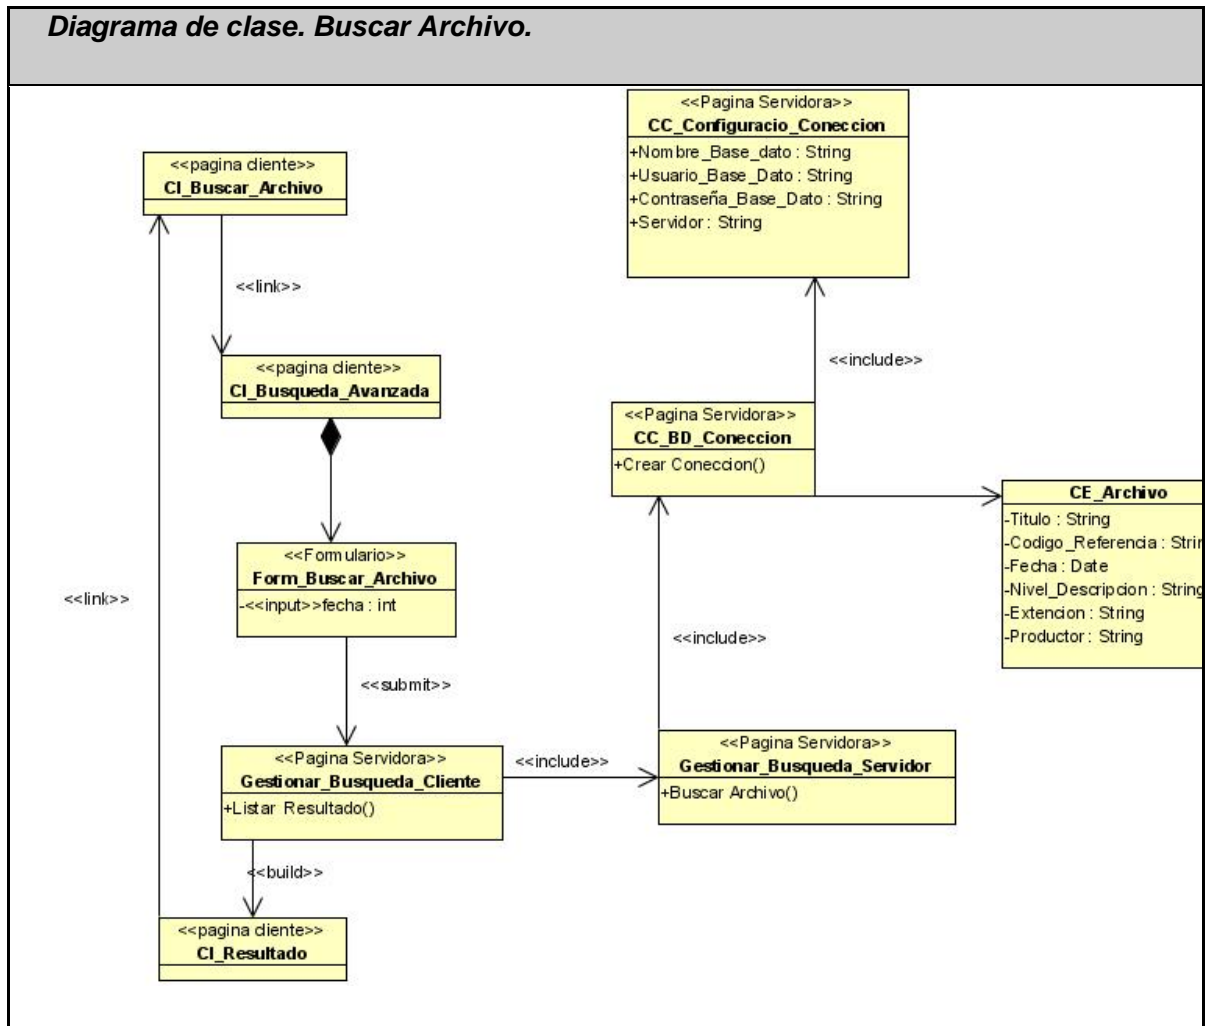 Diagrama de clase. Buscar Archivo.
<<Pagina Servidora>>
CC_Configuracio_Coneccion
+Nombre_Base_dato : String
+Usuario_Base_Dato : String
+Contraseña_Base_Dato : String
+Servidor : String
<<pagina cliente>>
CI_Buscar_Archivo
<<link>>
<<include>>
<<pagina cliente>>
CI_Busqueda_Avanzada
<<Pagina Servidora>>
CC_BD_Coneccion
+Crear Coneccion()
CE_Archivo
-Titulo : String
-Codigo_Referencia : Strin
-Fecha : Date
-Nivel_Descripcion : String
-Extencion : String
-Productor : String
<<Formulario>>
Form_Buscar_Archivo
-<<input>>fecha : int
<<link>>
<<include>>
<<submit>>
<<Pagina Servidora>>
Gestionar_Busqueda_Cliente
+Listar Resultado()
<<include>>
<<Pagina Servidora>>
Gestionar_Busqueda_Servidor
+Buscar Archivo()
<<build>>
<<pagina cliente>>
CI_Resultado